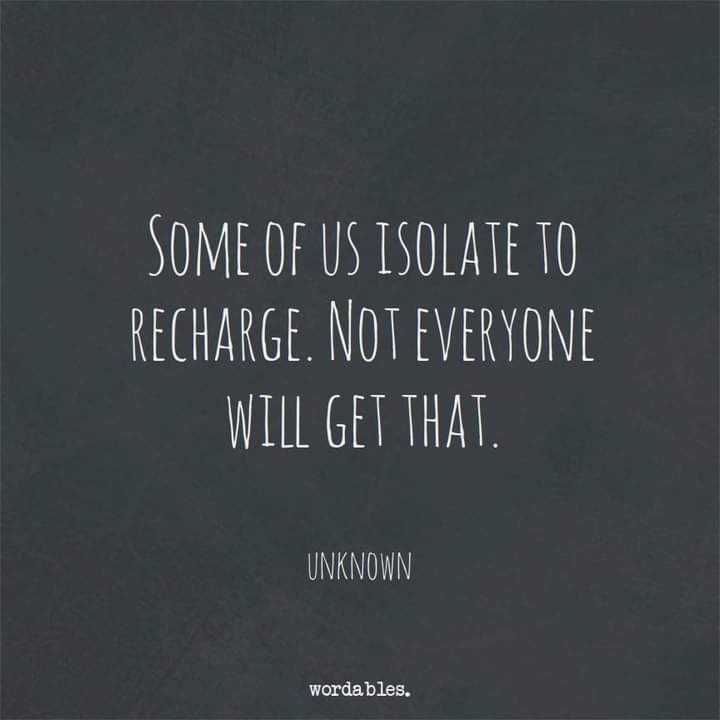 Some of us isolate to
recharge. Not everyone
will get that.
unknown
wordables.